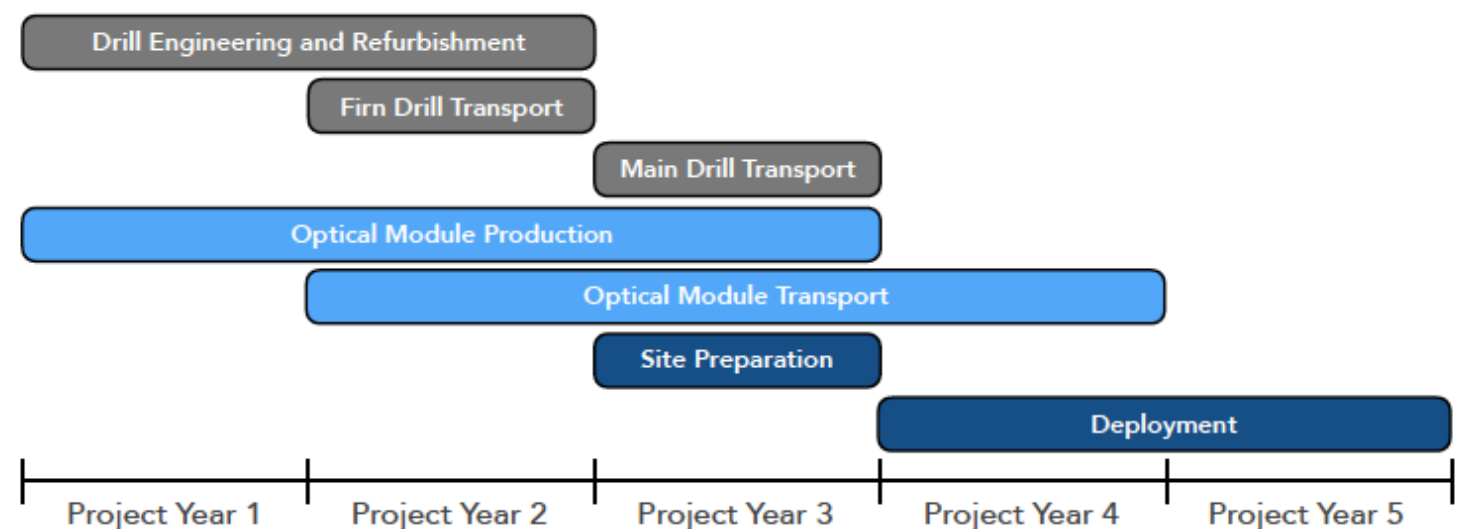 Drill Engineering and Refurbishment
Firn Drill Transport
Main Drill Transport
Optical Module Production
Optical Module Transport
Site Preparation
Deployment
Project Year 1 Project Year 2 Project Year 3 Project Year 4 Project Year 5